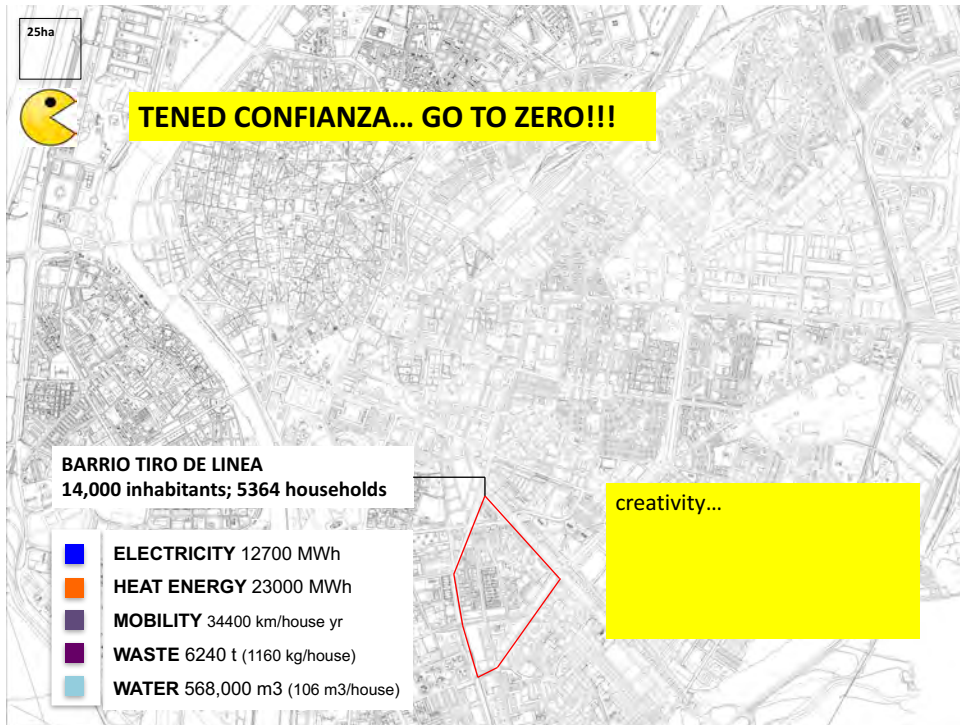 25ha
TENED CONFIANZA... GO TO ZERO!!!
BARRIO TIRO DE LINEA
14,000 inhabitants; 5364 households
creativity...
ELECTRICITY 12700 MWh
HEAT ENERGY 23000 MWh
MOBILITY 34400 km/house yr
WASTE 6240 t (1160 kg/house)
WATER 568,000 m3 (106 m3/house)